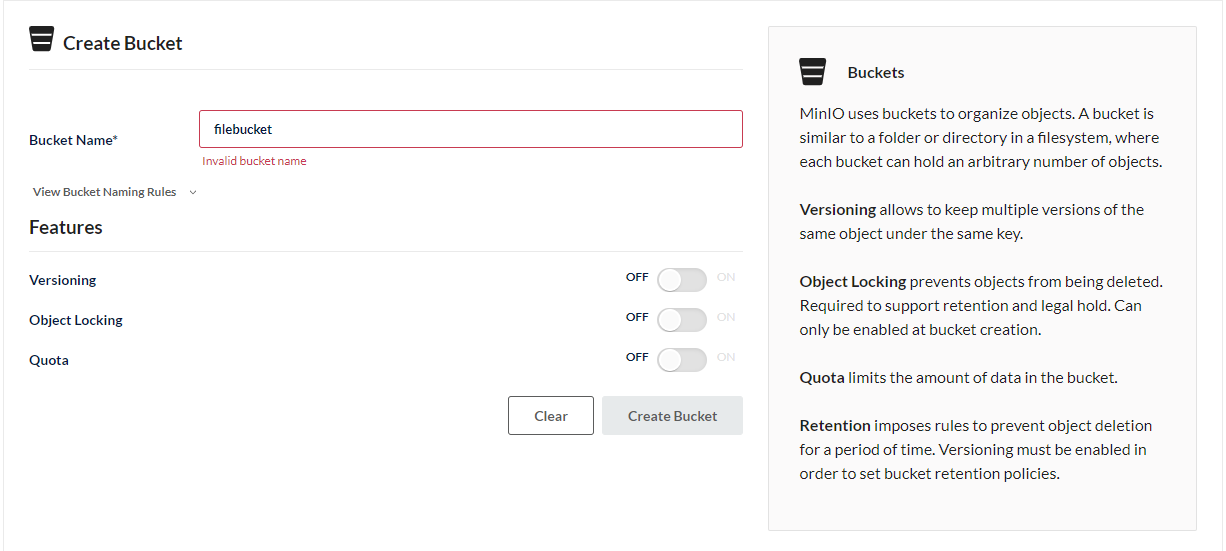 Create Bucket
Bucket Name*
filebucket
Invalid bucket name
View Bucket Naming Rules
Features
Versioning
OFF ON
Object Locking
OFF ON
Quota
OFF ON
Clear
Create Bucket
Buckets
MinIO uses buckets to organize objects. A bucket is
similar to a folder or directory in a filesystem, where
each bucket can hold an arbitrary number of objects.
Versioning allows to keep multiple versions of the
same object under the same key.
Object Locking prevents objects from being deleted.
Required to support retention and legal hold. Can
only be enabled at bucket creation.
Quota limits the amount of data in the bucket.
Retention imposes rules to prevent object deletion
for a period of time. Versioning must be enabled in
order to set bucket retention policies.